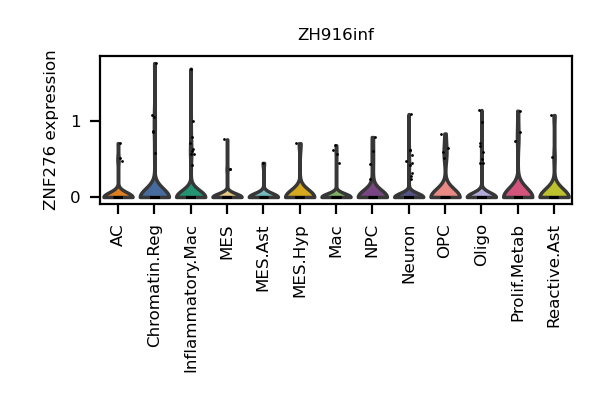 ZH916inf
ZNF276 expression
1
0
AC
Chromatin.Reg
Inflammatory.Mac
MES
MES.Ast
MES.Hyp
Mac
NPC
Neuron
OPC
Oligo
Prolif.Metab
Reactive.Ast